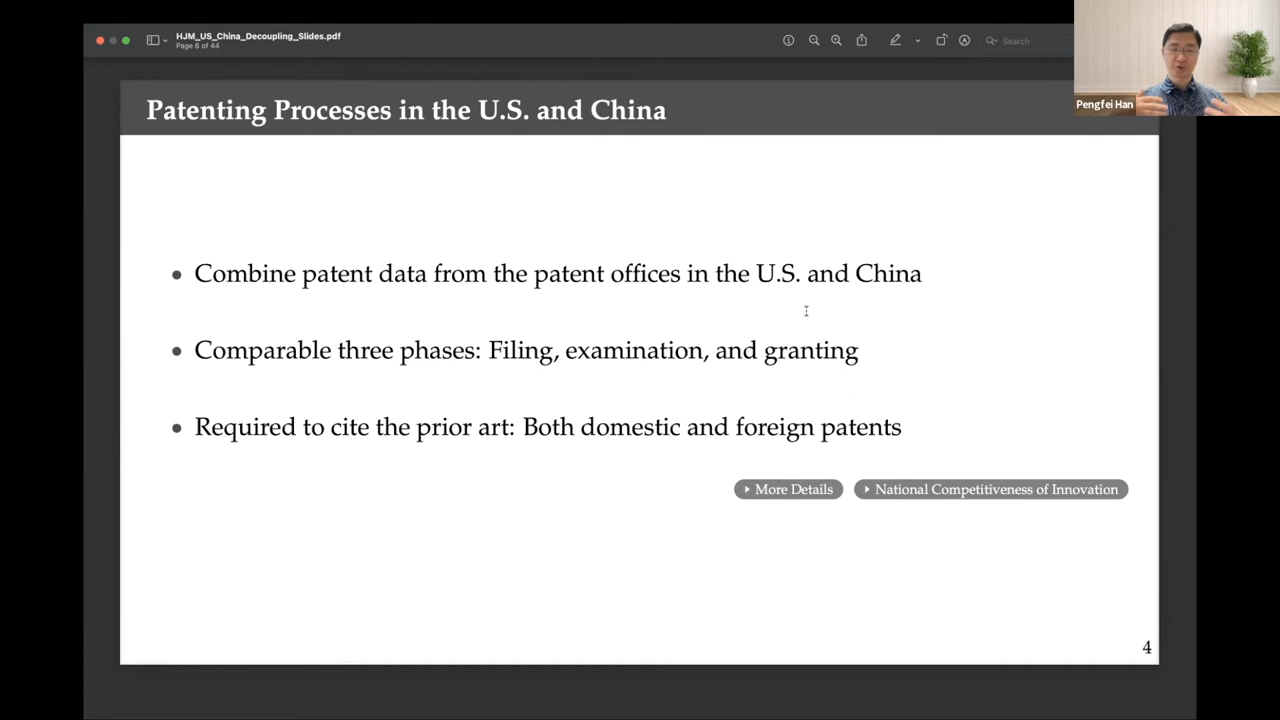 HJM_US_China_Decoupling_Slides.pdf
Page 6 of 44
Search
Pengfei Han
Patenting Processes in the U.S. and China
• Combine patent data from the patent offices in the U.S. and China
• Comparable three phases: Filing, examination, and granting
• Required to cite the prior art: Both domestic and foreign patents
More Details
National Competitiveness of Innovation
4